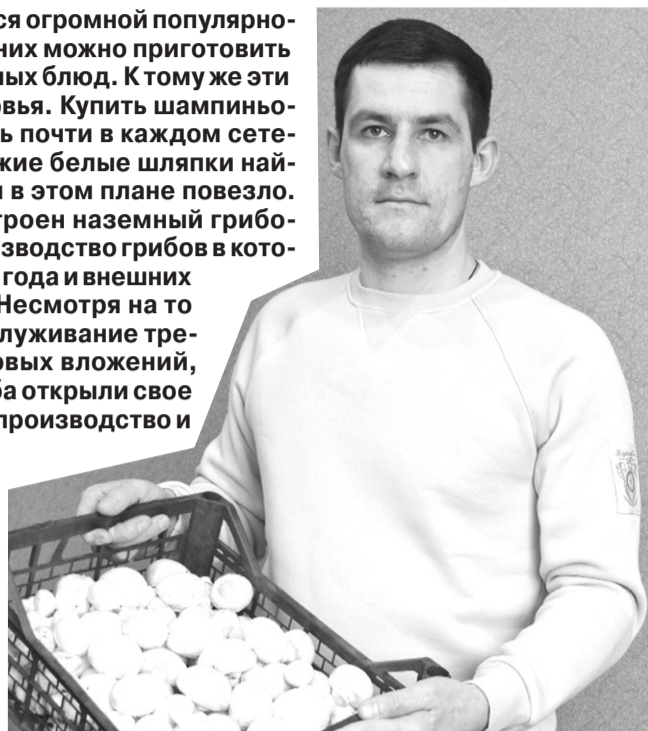 ся огромной популярно-
них можно приготовить
ных блюд. К тому же эти
овья. Купить шампиньо-
ь почти в каждом сете-
жие белые шляпки най-
в этом плане повезло.
троен наземный грибо-
зводство грибов в кото-
года и внешних
Несмотря на то
луживание тре-
овых вложений,
ба открыли свое
производство и